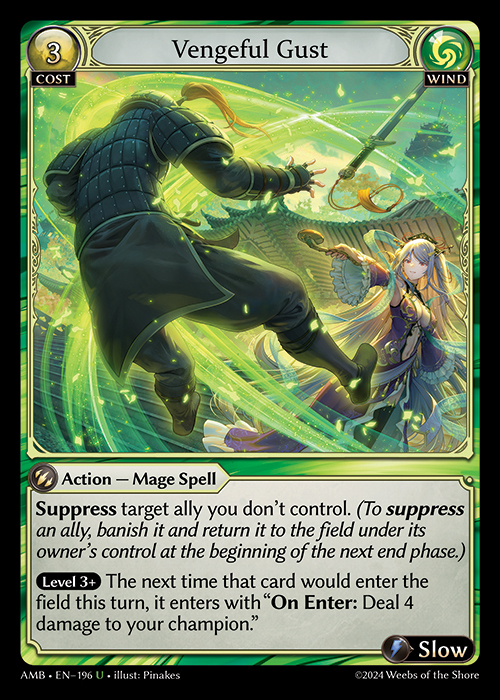 3
COST
Vengeful Gust
WIND
Action — Mage Spell
Suppress target ally you don't control. (To suppress
an ally, banish it and return it to the field under its
owner's control at the beginning of the next end phase.)
Level 3+ The next time that card would enter the
field this turn, it enters with “On Enter: Deal 4
damage to your champion.”
Slow
AMB • EN–196 U • illust: Pinakes
©2024 Weebs of the Shore